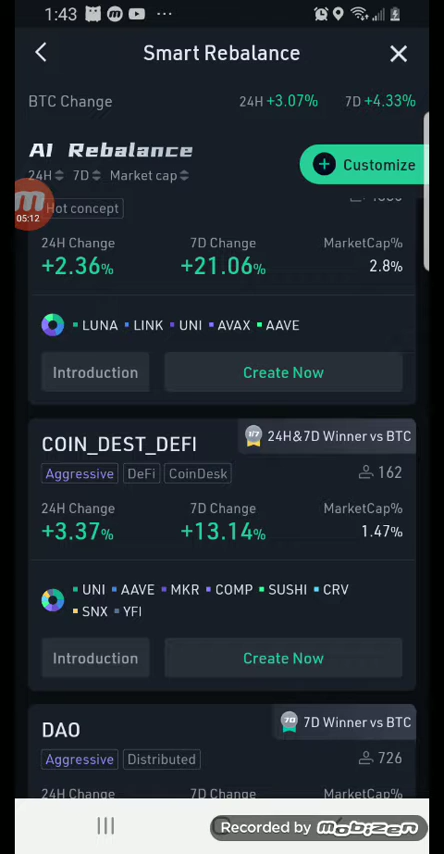 1:43
Smart Rebalance
BTC Change 24H +3.07% 7D +4.33%
AI Rebalance
24H 7D Market cap
Customize
05:12
Hot concept
24H Change 7D Change MarketCap%
+2.36% +21.06% 2.8%
LUNA LINK UNI AVAX AAVE
Introduction Create Now
24H&7D Winner vs BTC
COIN_DEST_DEFI
Aggressive DeFi CoinDesk 162
24H Change 7D Change MarketCap%
+3.37% +13.14% 1.47%
UNI AAVE MKR COMP SUSHI CRV
SNX YFI
Introduction Create Now
7D Winner vs BTC
DAO
Aggressive Distributed 726
24H Change 7D Change MarketCap%
Recorded by mobizen